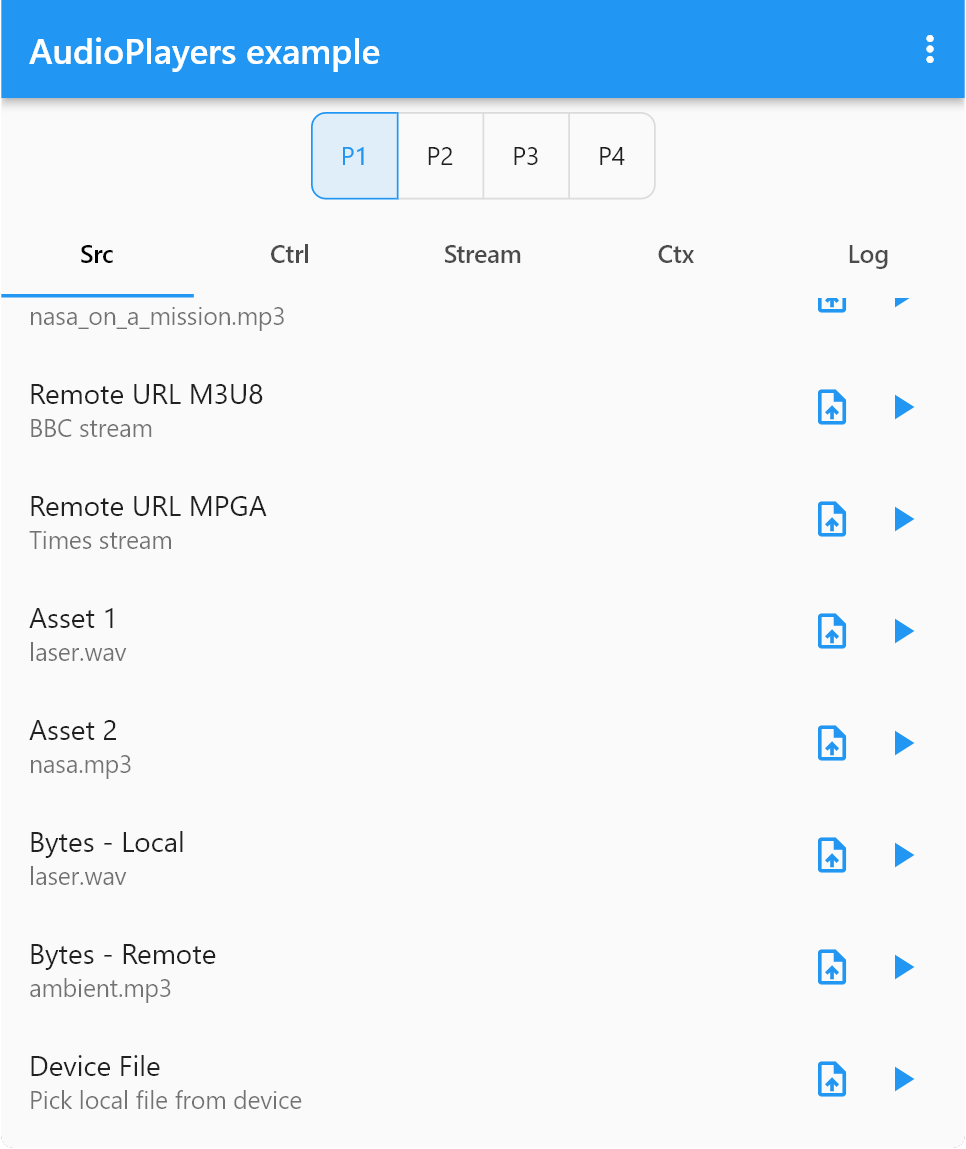 AudioPlayers example
P1 P2 P3 P4
Src Ctrl Stream Ctx Log
nasa_on_a_mission.mp3
Remote URL M3U8
BBC stream
Remote URL MPGA
Times stream
Asset 1
laser.wav
Asset 2
nasa.mp3
Bytes - Local
laser.wav
Bytes - Remote
ambient.mp3
Device File
Pick local file from device